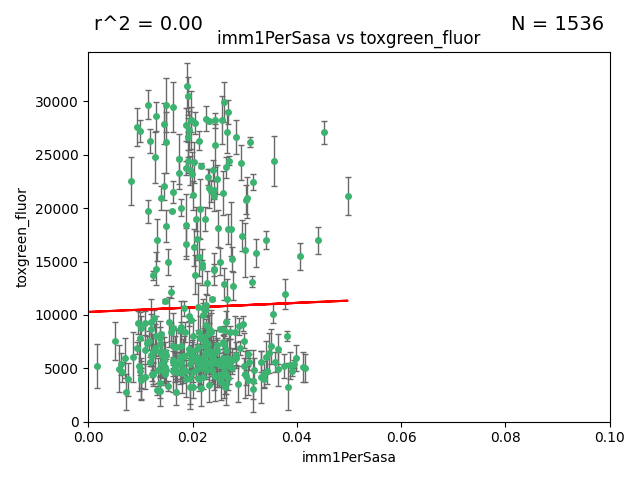 r^2 = 0.00
N = 1536
imm1PerSasa vs toxgreen_fluor
30000
25000
20000
15000
10000
5000
0
toxgreen_fluor
0.00 0.02 0.04 0.06 0.08 0.10
imm1PerSasa